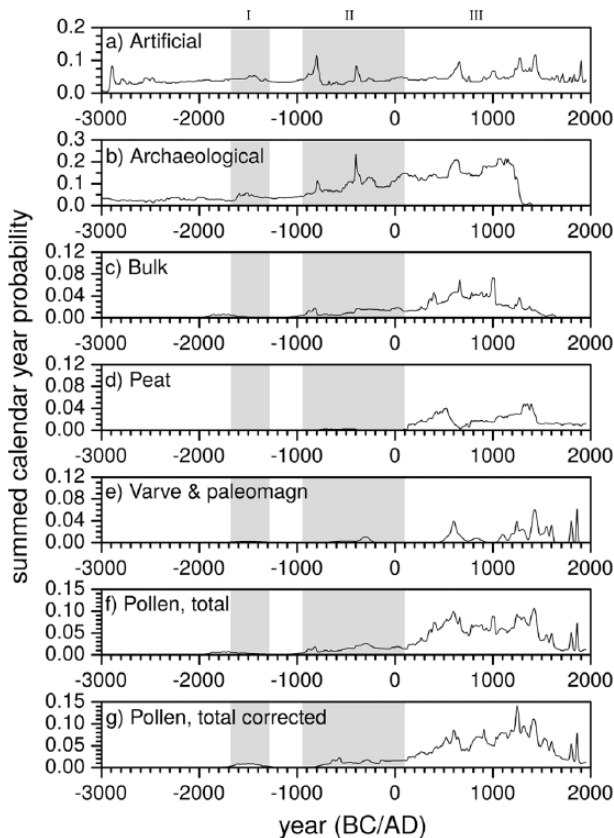 I II III
a) Artificial
0.2
0.1
0.0
-3000 -2000 -1000 0 1000 2000
b) Archaeological
0.3
0.2
0.1
0.0
-3000 -2000 -1000 0 1000 2000
c) Bulk
0.12
0.08
0.04
0.00
-3000 -2000 -1000 0 1000 2000
d) Peat
0.12
0.08
0.04
0.00
-3000 -2000 -1000 0 1000 2000
e) Varve & paleomagn
0.12
0.08
0.04
0.00
-3000 -2000 -1000 0 1000 2000
f) Pollen, total
0.15
0.10
0.05
0.00
-3000 -2000 -1000 0 1000 2000
g) Pollen, total corrected
0.15
0.10
0.05
0.00
-3000 -2000 -1000 0 1000 2000
year (BC/AD)
summed calendar year probability